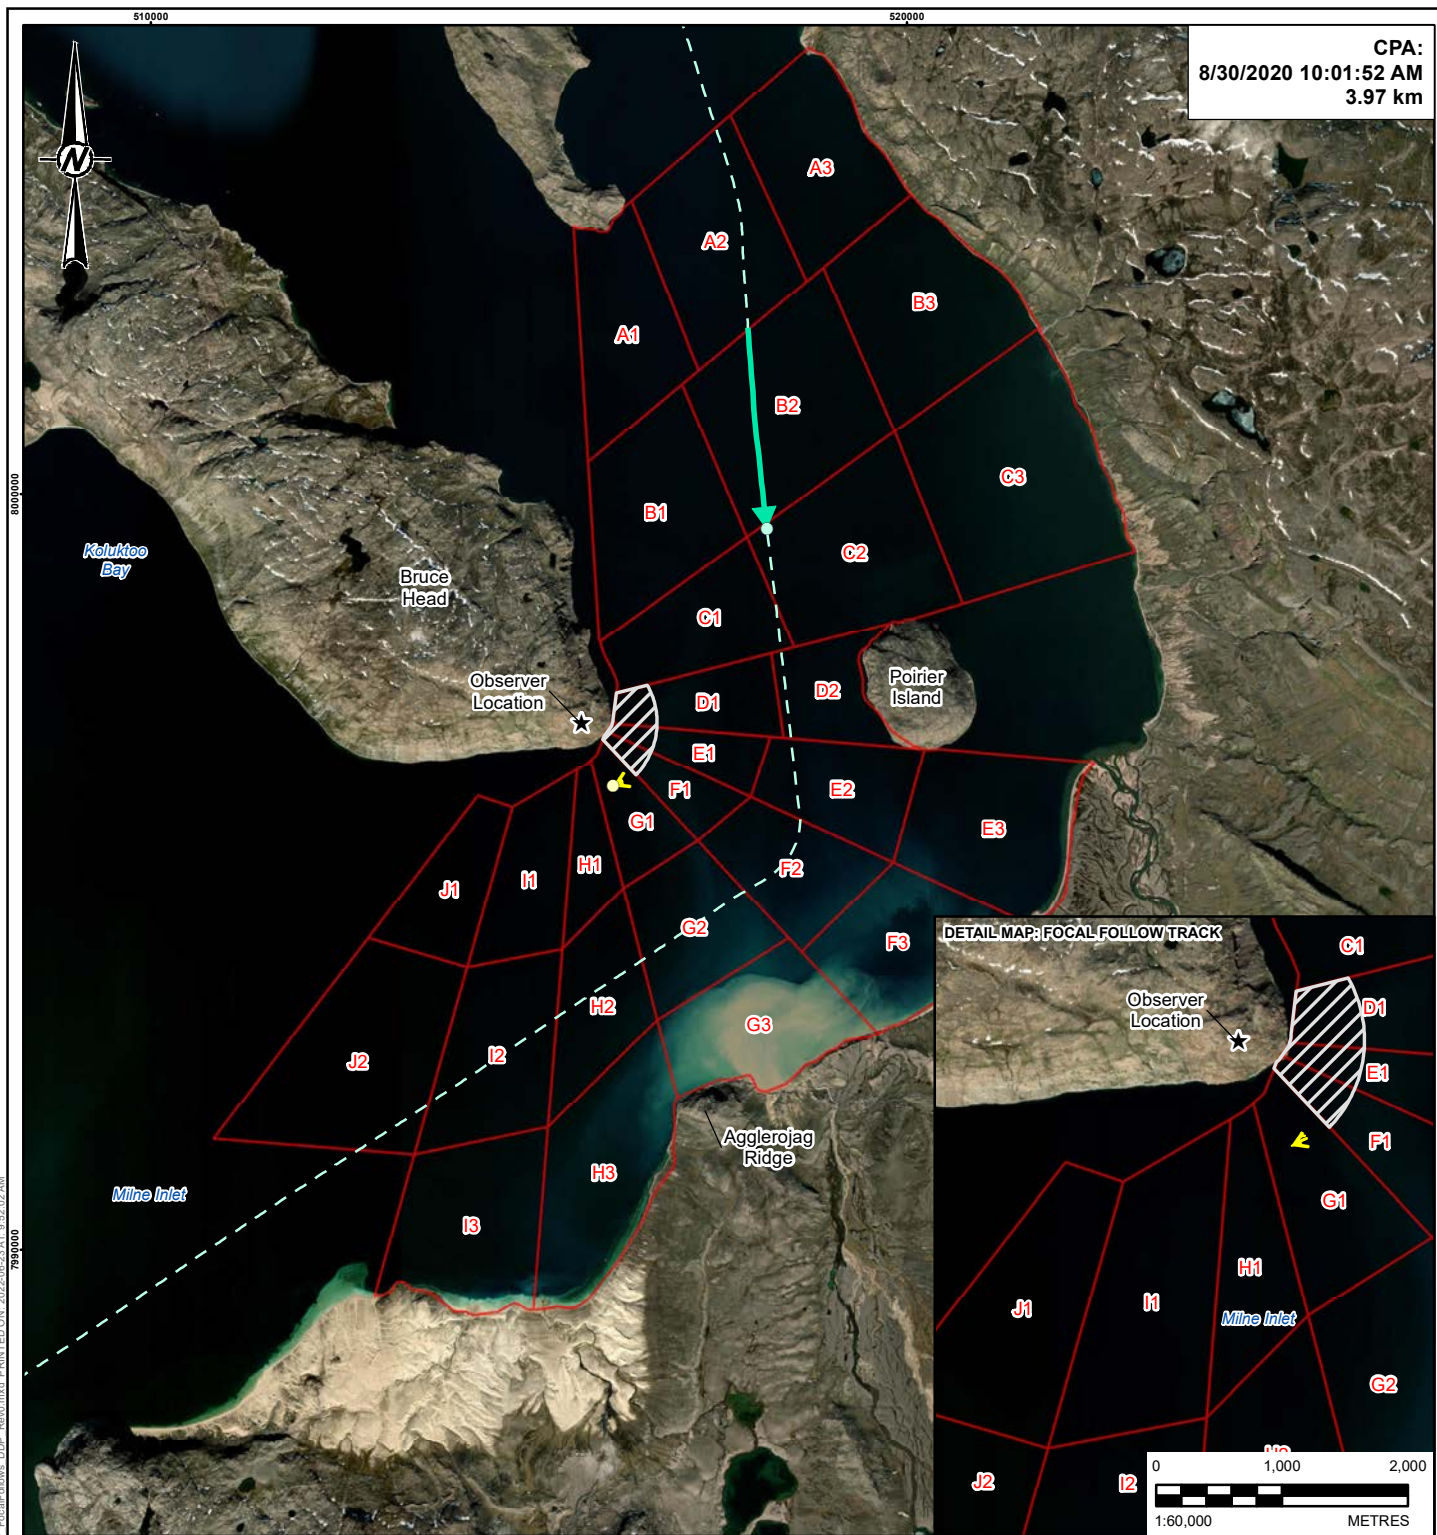 510000
520000
CPA:
8/30/2020 10:01:52 AM
3.97 km
N
A3
A2
B3
A1
B2
C3
8000000
B1
C2
Koluktoo
Bay
Bruce
Head
C1
Observer
Location
Poirier
Island
D1
D2
E1
E2
F1
G1
E3
H1
F2
I1
J1
G2
F3
H2
G3
I2
J2
Agglerojag
Ridge
H3
Milne Inlet
I3
7990000
DETAIL MAP: FOCAL FOLLOW TRACK
C1
Observer
Location
D1
E1
F1
G1
H1
J1
I1
Milne Inlet
G2
H2
J2
I2
0 1,000 2,000
1:60,000 METRES